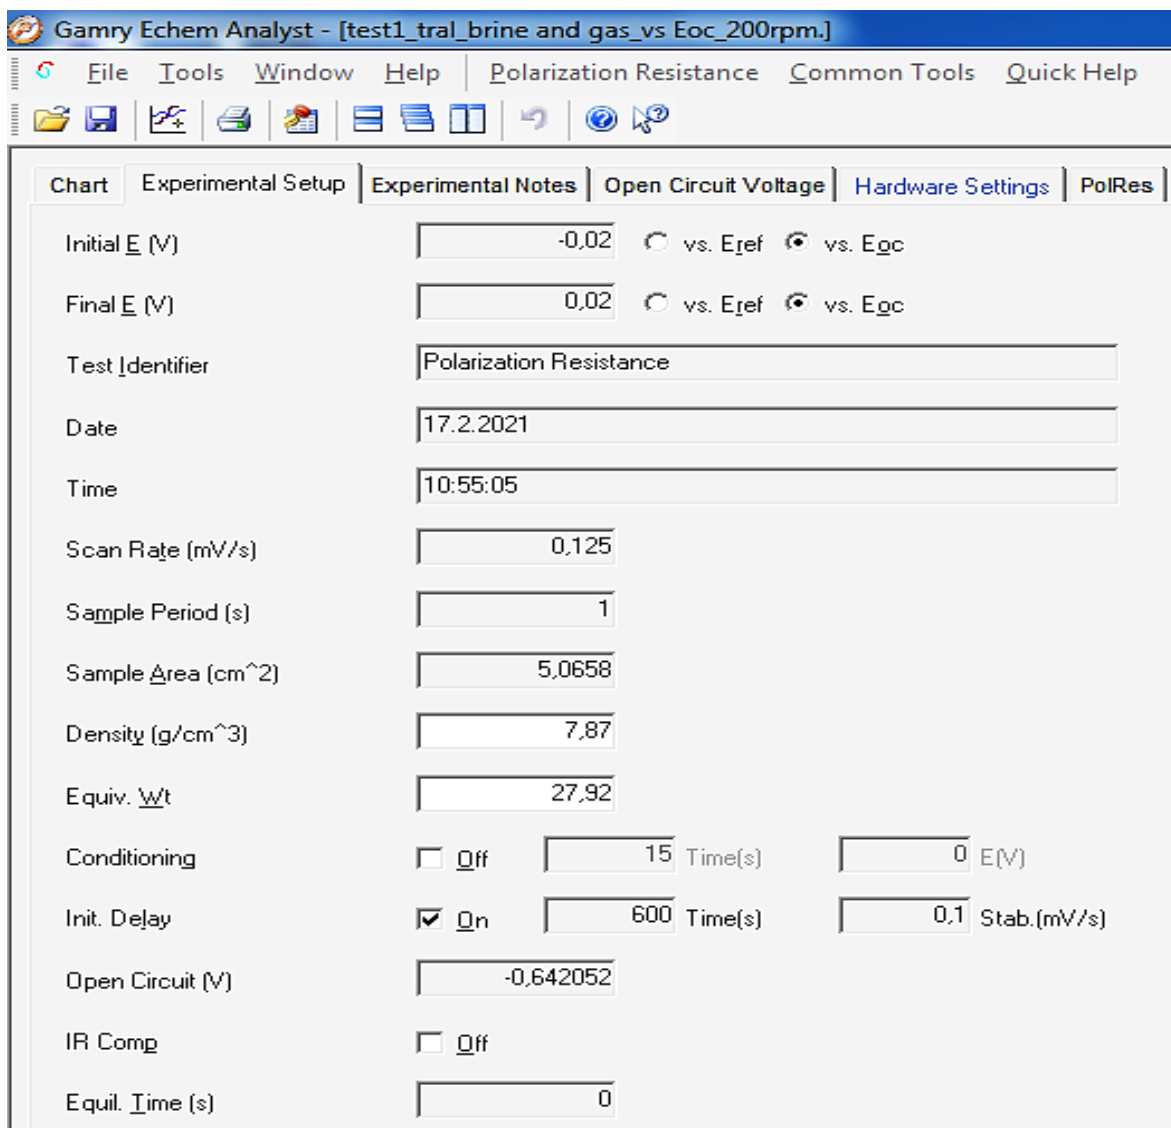 Gamry Echem Analyst - [test1_tral_brine and gas_vs Eoc_200rpm.]
File Tools Window Help Polarization Resistance Common Tools Quick Help
Chart Experimental Setup Experimental Notes Open Circuit Voltage Hardware Settings PolRes
Initial E (V) -0,02 vs. Eref vs. Eoc
Final E (V) 0,02 vs. Eref vs. Eoc
Test Identifier Polarization Resistance
Date 17.2.2021
Time 10:55:05
Scan Rate (mV/s) 0,125
Sample Period (s) 1
Sample Area (cm^2) 5,0658
Density (g/cm^3) 7,87
Equiv. Wt 27,92
Conditioning Off 15 Time(s) 0 E(V)
Init. Delay On 600 Time(s) 0,1 Stab.(mV/s)
Open Circuit (V) -0,642052
IR Comp Off
Equil. Time (s) 0